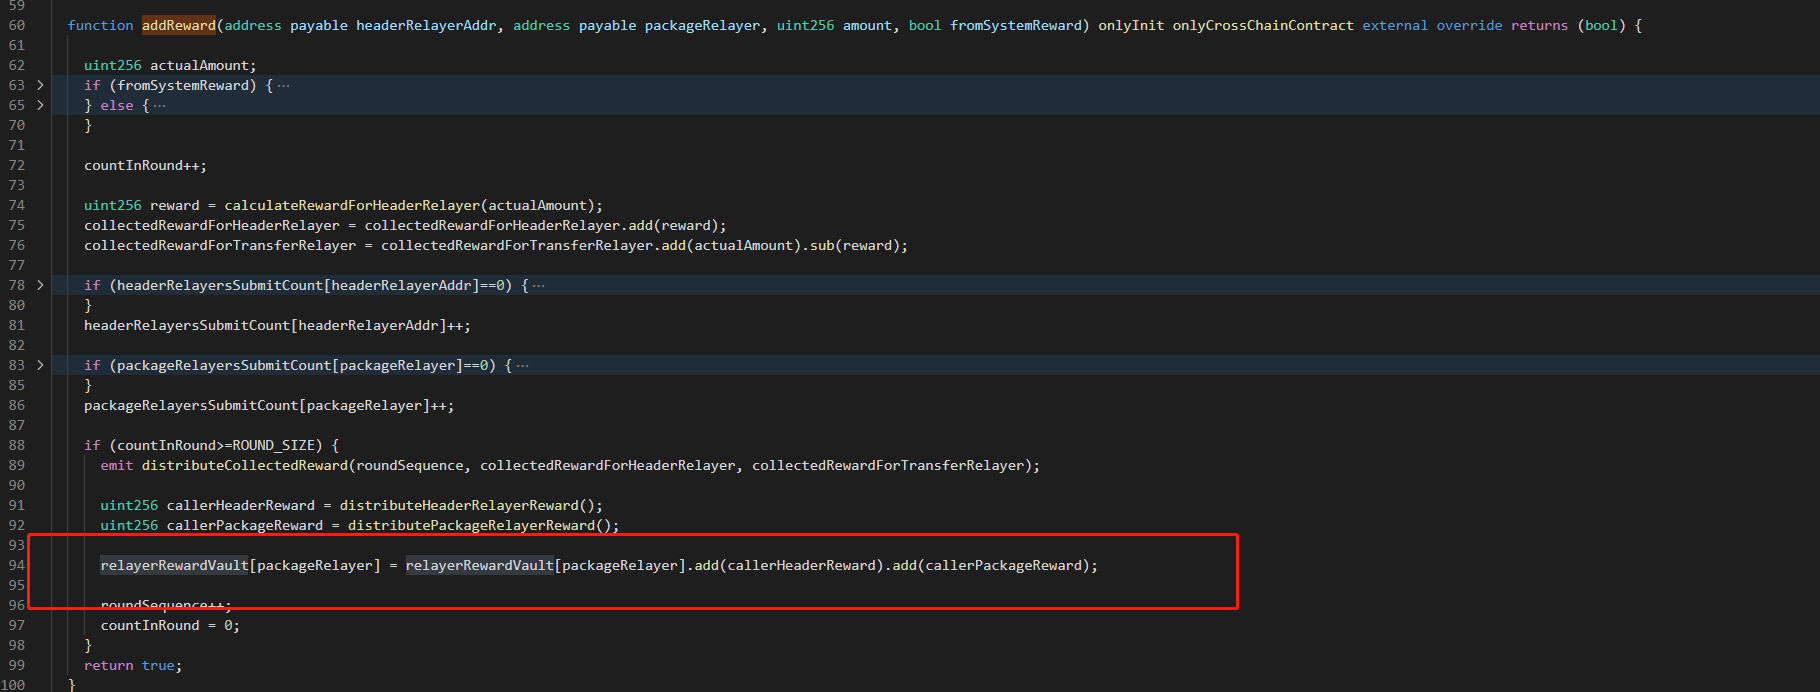 59
60 function addReward(address payable headerRelayerAddr, address payable packageRelayer, uint256 amount, bool fromSystemReward) onlyInit onlyCrossChainContract external override returns (bool) {
61
62 uint256 actualAmount;
63 > if (fromSystemReward) { ···
65 > } else { ···
70 }
71
72 countInRound++;
73
74 uint256 reward = calculateRewardForHeaderRelayer(actualAmount);
75 collectedRewardForHeaderRelayer = collectedRewardForHeaderRelayer.add(reward);
76 collectedRewardForTransferRelayer = collectedRewardForTransferRelayer.add(actualAmount).sub(reward);
77
78 > if (headerRelayersSubmitCount[headerRelayerAddr]==0) { ···
80 }
81 headerRelayersSubmitCount[headerRelayerAddr]++;
82
83 > if (packageRelayersSubmitCount[packageRelayer]==0) { ···
85 }
86 packageRelayersSubmitCount[packageRelayer]++;
87
88 if (countInRound>=ROUND_SIZE) {
89 emit distributeCollectedReward(roundSequence, collectedRewardForHeaderRelayer, collectedRewardForTransferRelayer);
90
91 uint256 callerHeaderReward = distributeHeaderRelayerReward();
92 uint256 callerPackageReward = distributePackageRelayerReward();
93
94 relayerRewardVault[packageRelayer] = relayerRewardVault[packageRelayer].add(callerHeaderReward).add(callerPackageReward);
95
96 roundSequence++;
97 countInRound = 0;
98 }
99 return true;
100 }